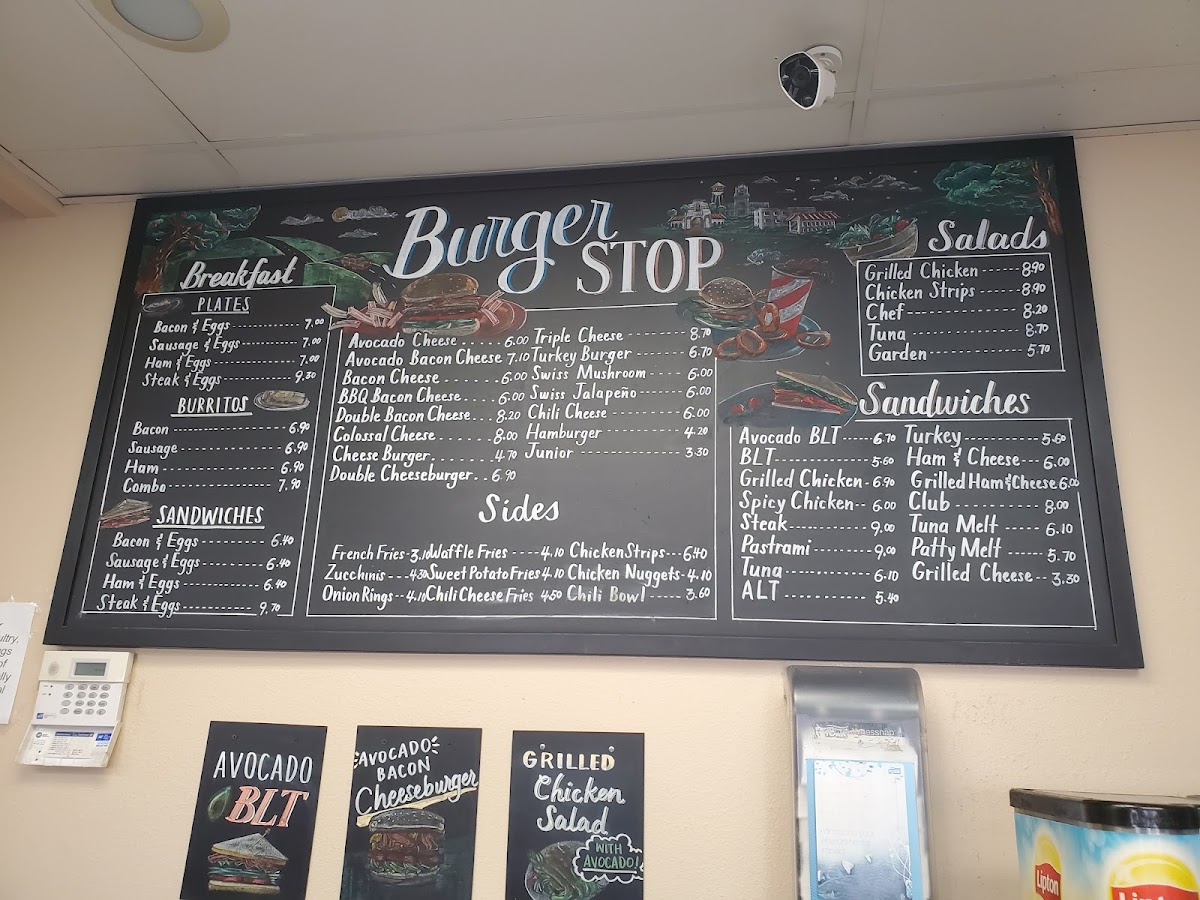 Burger
STOP
Breakfast
PLATES
Bacon & Eggs ------------ 7.00
Sausage & Eggs ------------ 7.00
Ham & Eggs ------------ 7.00
Steak & Eggs ------------ 9.30
BURRITOS
Bacon ------------ 6.90
Sausage ------------ 6.90
Ham ------------ 6.90
Combo ------------ 7.90
SANDWICHES
Bacon & Eggs ------------ 6.40
Sausage & Eggs ------------ 6.40
Ham & Eggs ------------ 6.40
Steak & Eggs ------------ 9.70
Avocado Cheese .... 6.00
Avocado Bacon Cheese 7.10
Bacon Cheese ...... 6.00
BBQ Bacon Cheese ... 6.00
Double Bacon Cheese .. 8.20
Colossal Cheese ..... 8.00
Cheese Burger ..... 4.70
Double Cheeseburger .. 6.90
Triple Cheese -------- 8.70
Turkey Burger -------- 6.70
Swiss Mushroom ------ 6.00
Swiss Jalapeño ------ 6.00
Chili Cheese -------- 6.00
Hamburger -------- 4.20
Junior ------------ 3.30
Sides
French Fries - 3.10
Zucchinis --- 4.30
Onion Rings -- 4.10
Waffle Fries ---- 4.10
Sweet Potato Fries 4.10
Chili Cheese Fries 4.50
Chicken Strips --- 6.40
Chicken Nuggets - 4.10
Chili Bowl ---- 3.60
Salads
Grilled Chicken ------ 8.90
Chicken Strips ------ 8.90
Chef ------------ 8.20
Tuna ------------ 8.70
Garden ------------ 5.70
Sandwiches
Avocado BLT ---- 6.70
BLT ------------ 5.60
Grilled Chicken - 6.90
Spicy Chicken -- 6.00
Steak ---------- 9.00
Pastrami -------- 9.00
Tuna ---------- 6.10
ALT ---------- 5.40
Turkey -------- 5.60
Ham & Cheese --- 6.00
Grilled Ham & Cheese 6.00
Club ---------- 8.00
Tuna Melt ----- 6.10
Patty Melt ----- 5.70
Grilled Cheese -- 3.30
AVOCADO
BLT
AVOCADO
BACON
Cheeseburger
GRILLED
Chicken
Salad
WITH
AVOCADO!
Lipton